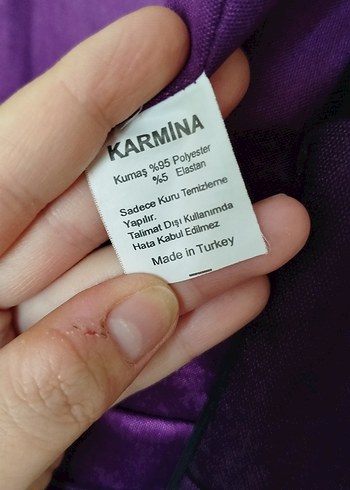 KARMİNA
Kumaş %95 Polyester
%5 Elastan
Sadece Kuru Temizleme
Yapılır.
Talimat Dışı Kullanımda
Hata Kabul Edilmez
Made in Turkey